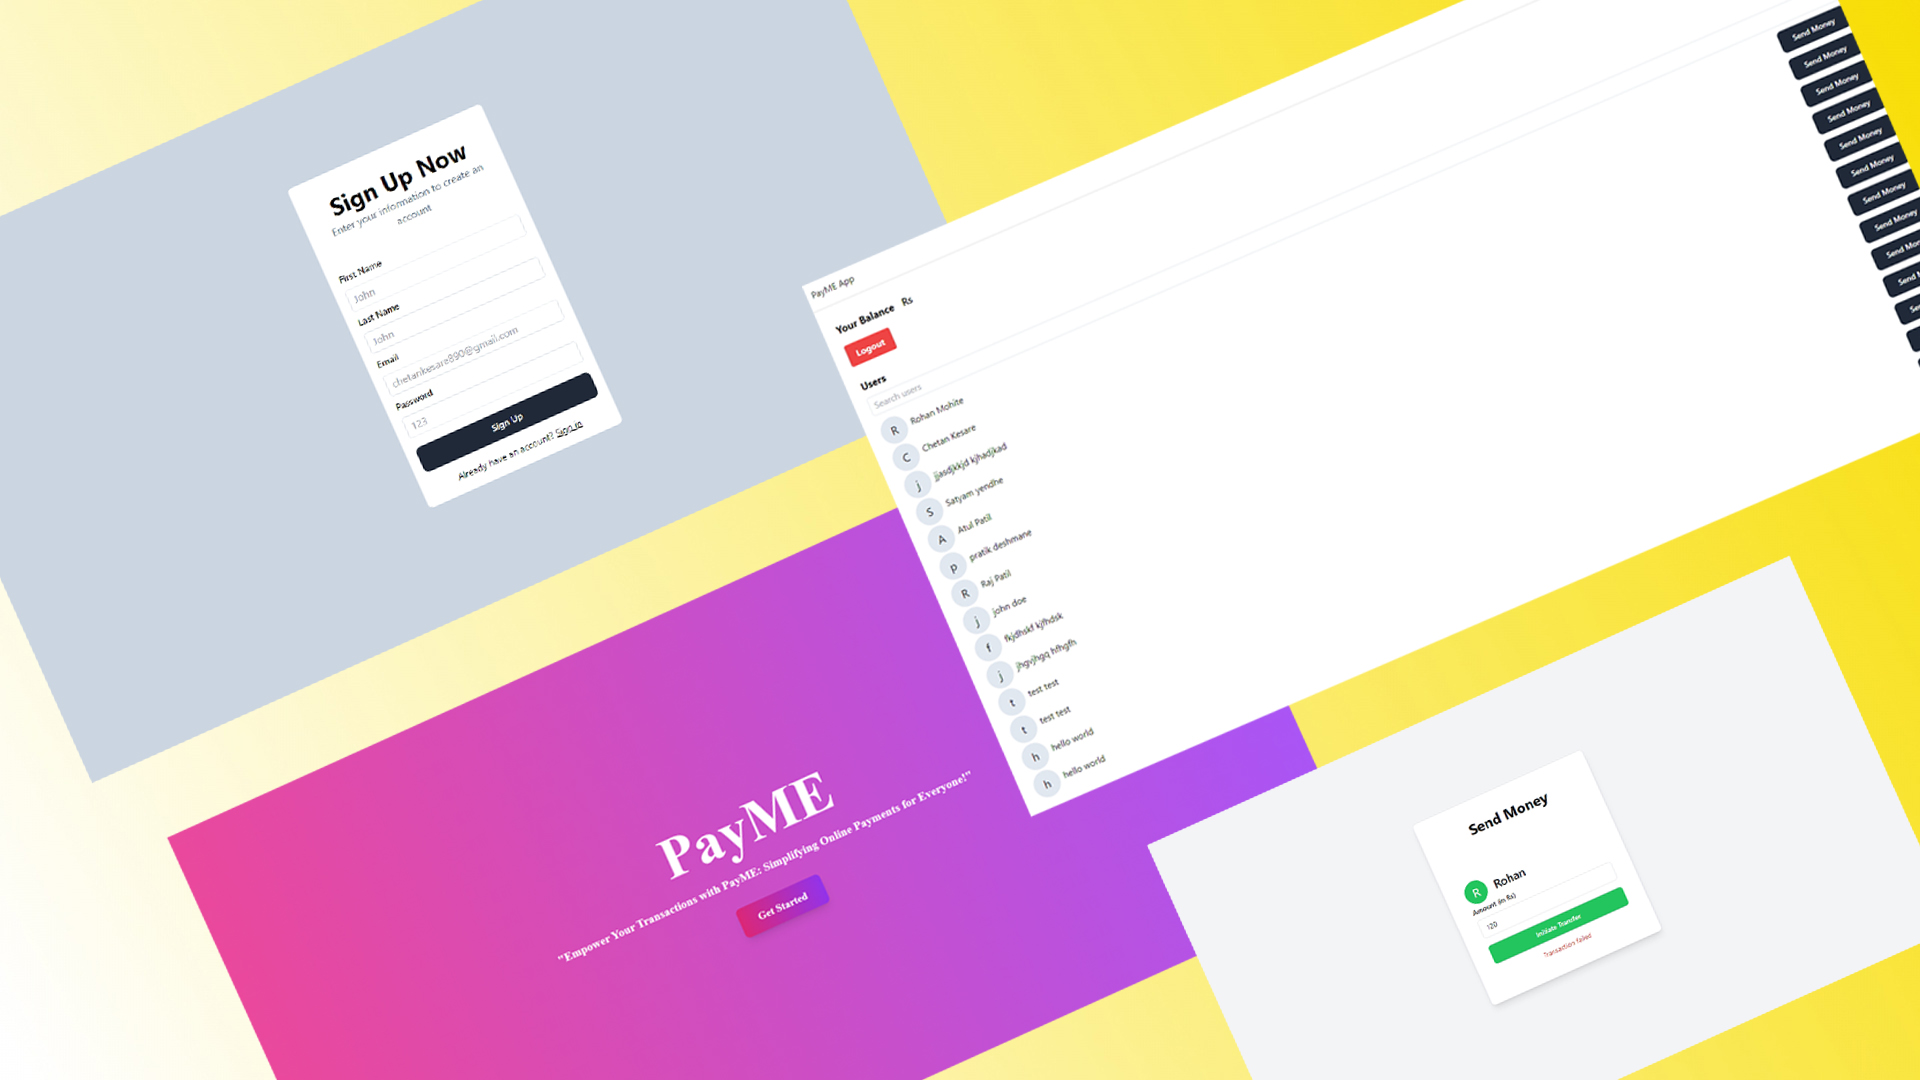 Sign Up Now
Enter your information to create an
account
First Name
John
Last Name
John
Email
chetankesare890@gmail.com
Password
123
Sign Up
Already have an account? Sign in
PayME App
Your Balance Rs
Logout
Users
Search users
R Rohan Mohite
C Chetan Kesare
j jjasdjkkjd kjhadjkad
S Satyam yendhe
A Atul Patil
p pratik deshmane
R Raj Patil
j john doe
f fkjdhskf kjfhdsk
j jhgvjhgq hfhgfh
t test test
t test test
h hello world
h hello world
Send Money
Send Money
Send Money
Send Money
Send Money
Send Money
Send Money
Send Money
Send Mon
Send M
Sen
Se
PayME
"Empower Your Transactions with PayME: Simplifying Online Payments for Everyone!"
Get Started
Send Money
R Rohan
Amount (in Rs)
120
Initiate Transfer
Transaction failed